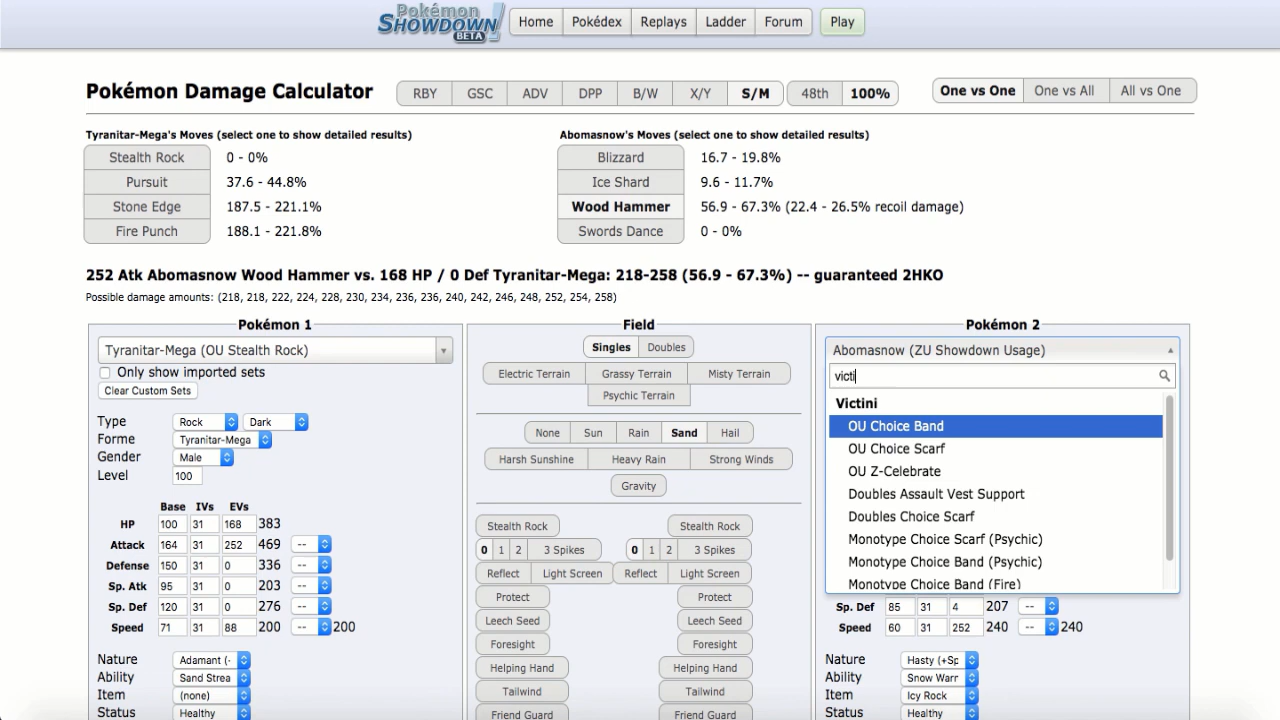 Pokémon
SHOWDOWN!
BETA
Home Pokédex Replays Ladder Forum Play
Pokémon Damage Calculator RBY GSC ADV DPP B/W X/Y S/M 48th 100% One vs One One vs All All vs One
Tyranitar-Mega's Moves (select one to show detailed results) Abomasnow's Moves (select one to show detailed results)
Stealth Rock 0 - 0% Blizzard 16.7 - 19.8%
Pursuit 37.6 - 44.8% Ice Shard 9.6 - 11.7%
Stone Edge 187.5 - 221.1% Wood Hammer 56.9 - 67.3% (22.4 - 26.5% recoil damage)
Fire Punch 188.1 - 221.8% Swords Dance 0 - 0%
252 Atk Abomasnow Wood Hammer vs. 168 HP / 0 Def Tyranitar-Mega: 218-258 (56.9 - 67.3%) -- guaranteed 2HKO
Possible damage amounts: (218, 218, 222, 224, 228, 230, 234, 236, 236, 240, 242, 246, 248, 252, 254, 258)
Pokémon 1
Tyranitar-Mega (OU Stealth Rock)
Only show imported sets
Clear Custom Sets
Type Rock Dark
Forme Tyranitar-Mega
Gender Male
Level 100
Base IVs EVs
HP 100 31 168 383
Attack 164 31 252 469 --
Defense 150 31 0 336 --
Sp. Atk 95 31 0 203 --
Sp. Def 120 31 0 276 --
Speed 71 31 88 200 -- 200
Nature Adamant (-
Ability Sand Strea
Item (none)
Status Healthy
Field
Singles Doubles
Electric Terrain Grassy Terrain Misty Terrain
Psychic Terrain
None Sun Rain Sand Hail
Harsh Sunshine Heavy Rain Strong Winds
Gravity
Stealth Rock Stealth Rock
0 1 2 3 Spikes 0 1 2 3 Spikes
Reflect Light Screen Reflect Light Screen
Protect Protect
Leech Seed Leech Seed
Foresight Foresight
Helping Hand Helping Hand
Tailwind Tailwind
Friend Guard Friend Guard
Pokémon 2
Abomasnow (ZU Showdown Usage)
victi
Victini
OU Choice Band
OU Choice Scarf
OU Z-Celebrate
Doubles Assault Vest Support
Doubles Choice Scarf
Monotype Choice Scarf (Psychic)
Monotype Choice Band (Psychic)
Monotype Choice Band (Fire)
Sp. Def 85 31 4 207 --
Speed 60 31 252 240 -- 240
Nature Hasty (+Sp
Ability Snow Warr
Item Icy Rock
Status Healthy